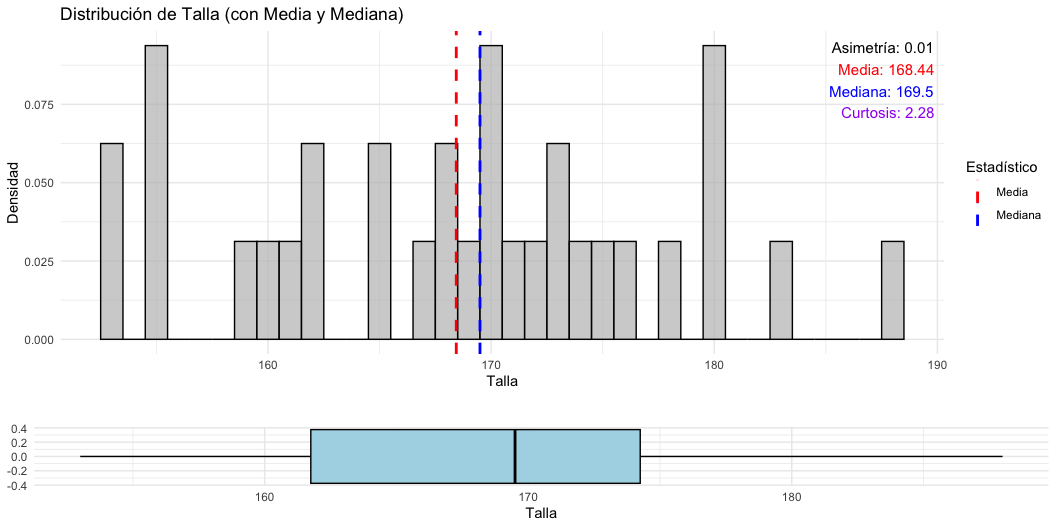 Distribución de Talla (con Media y Mediana)
Asimetría: 0.01
Media: 168.44
Mediana: 169.5
Curtosis: 2.28
Densidad
0.075
0.050
0.025
0.000
160
170
180
190
Talla
Estadístico
Media
Mediana
0.4
0.2
0.0
-0.2
-0.4
160
170
180
Talla